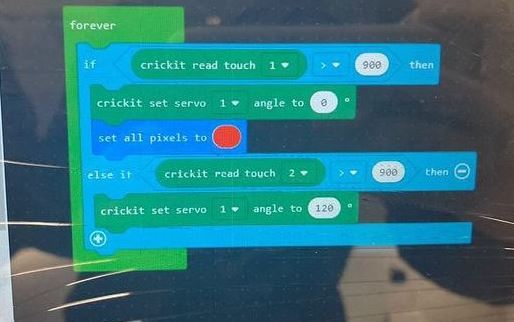 forever
if crickit read touch 1 > 900 then
crickit set servo 1 angle to 0 °
set all pixels to
else if crickit read touch 2 > 900 then
crickit set servo 1 angle to 120 °